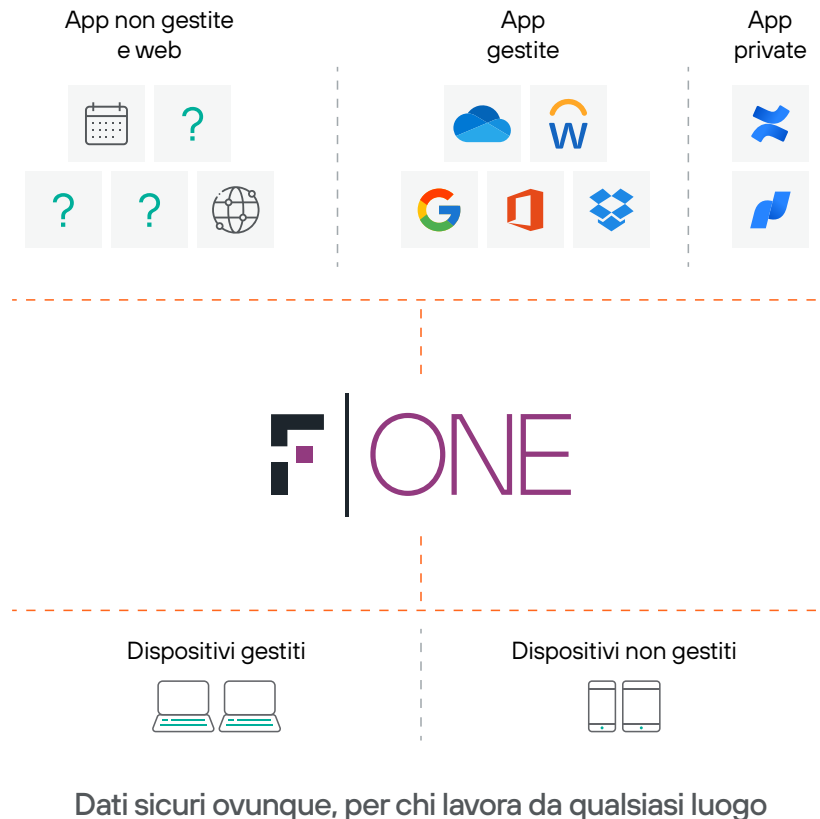 App non gestite
e web
App
gestite
App
private
?
?
?
W
G
F|ONE
Dispositivi gestiti
Dispositivi non gestiti
Dati sicuri ovunque, per chi lavora da qualsiasi luogo